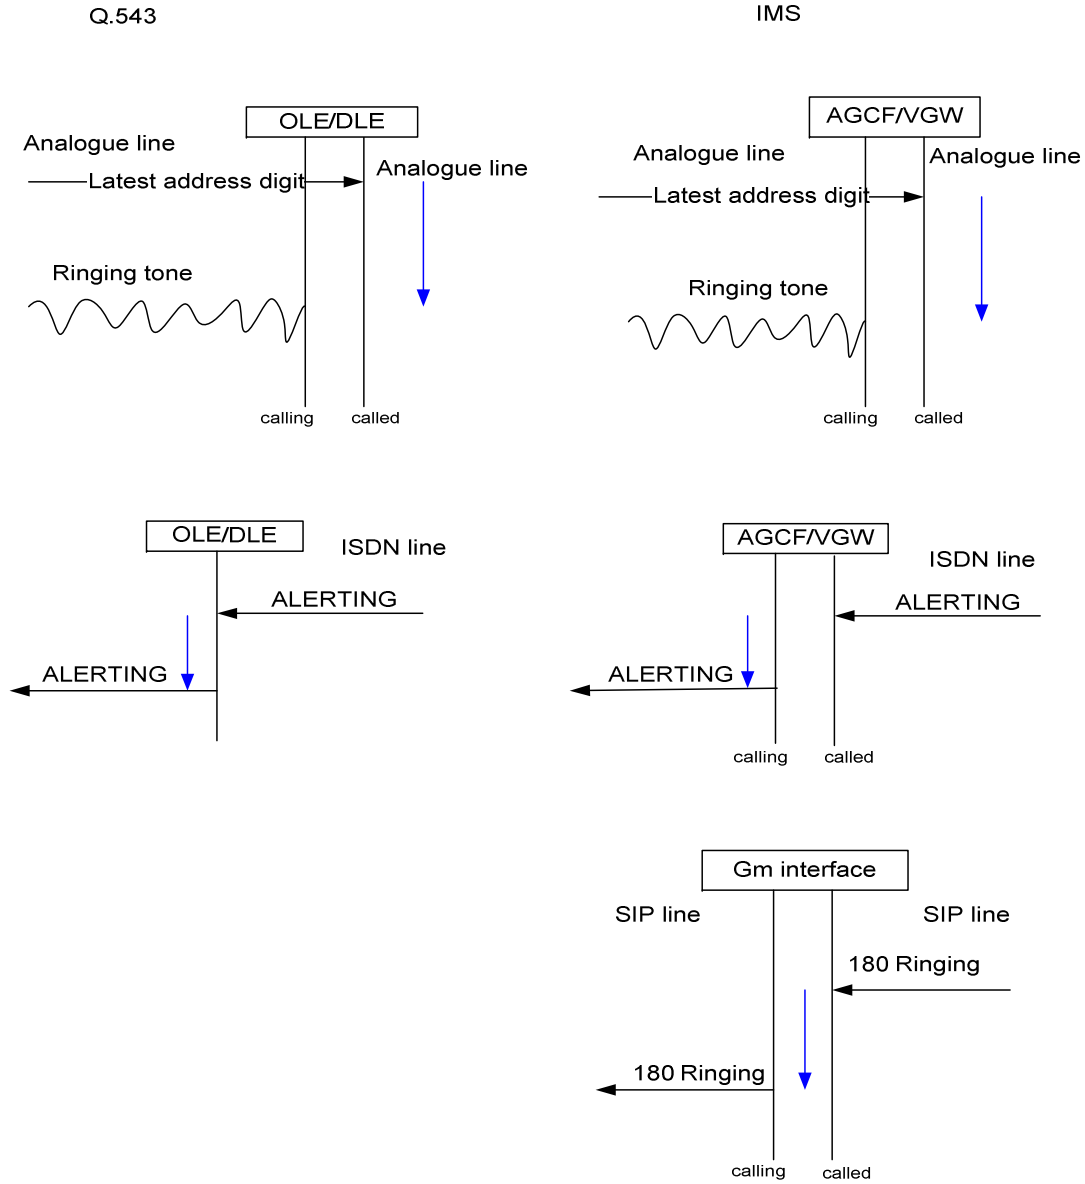 Q.543
IMS
OLE/DLE
Analogue line
Analogue line
Latest address digit
Ringing tone
calling
called
AGCF/VGW
Analogue line
Analogue line
Latest address digit
Ringing tone
calling
called
OLE/DLE
ISDN line
ALERTING
ALERTING
AGCF/VGW
ISDN line
ALERTING
ALERTING
calling
called
Gm interface
SIP line
SIP line
180 Ringing
180 Ringing
calling
called